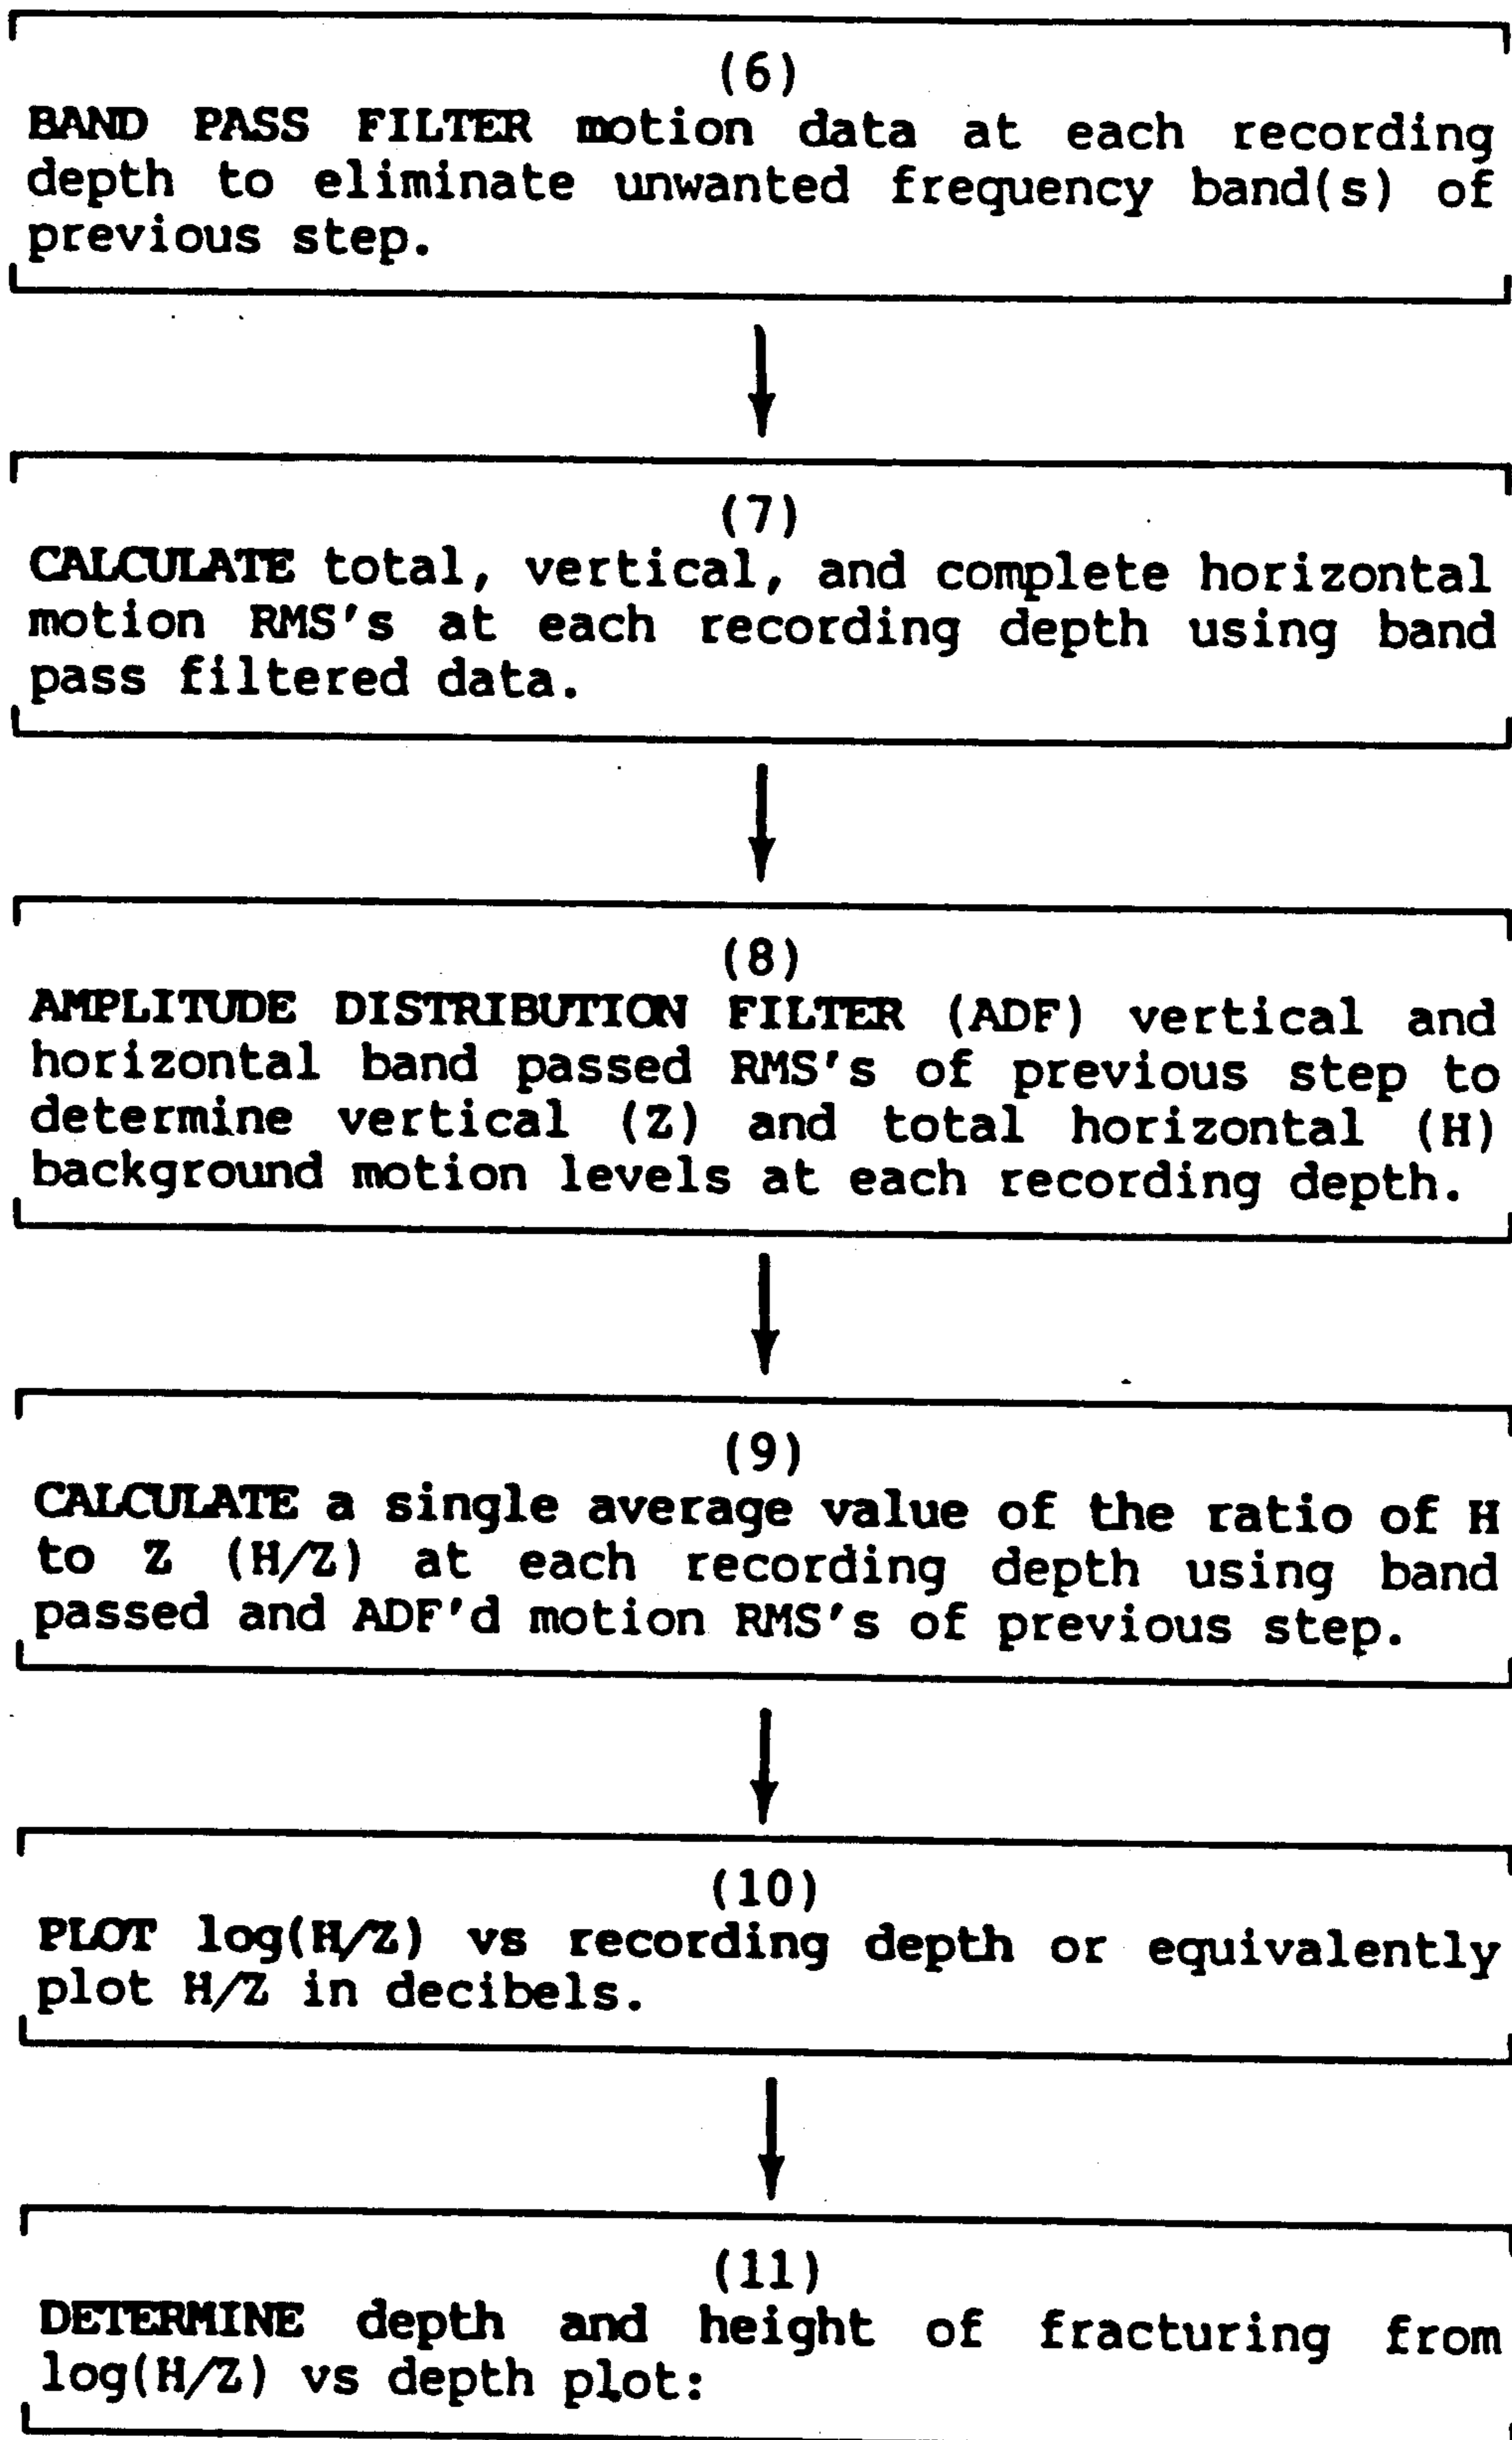 (6)
BAND PASS FILTER motion data at each recording
depth to eliminate unwanted frequency band(s) of
previous step.
(7)
CALCULATE total, vertical, and complete horizontal
motion RMS's at each recording depth using band
pass filtered data.
(8)
AMPLITUDE DISTRIBUTION FILTER (ADF) vertical and
horizontal band passed RMS's of previous step to
determine vertical (Z) and total horizontal (H)
background motion levels at each recording depth.
(9)
CALCULATE a single average value of the ratio of H
to Z (H/Z) at each recording depth using band
passed and ADF'd motion RMS's of previous step.
(10)
PLOT log(H/Z) vs recording depth or equivalently
plot H/Z in decibels.
(11)
DETERMINE depth and height of fracturing from
log(H/Z) vs depth plot: